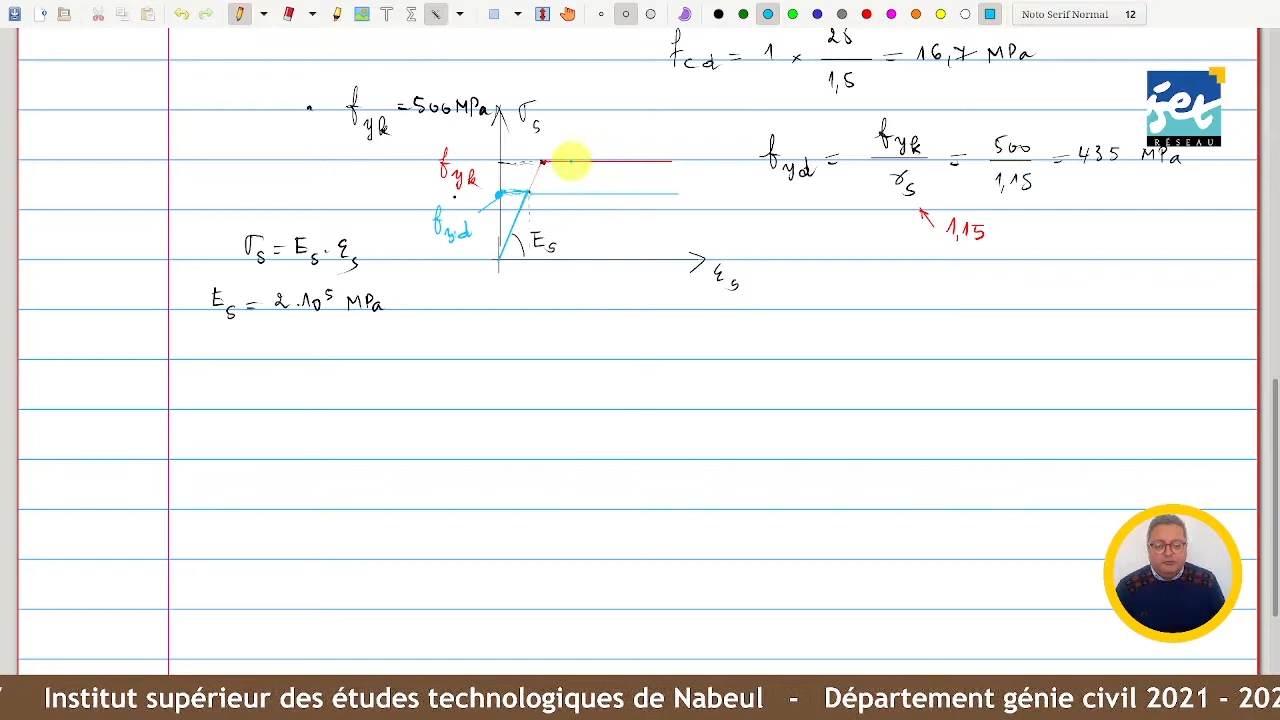 Noto Serif Normal 12
f_cd = 1 × 25/1,5 = 16,7 MPa
iset
RÉSEAU
• f_yk = 500 MPa
σ_s
f_yk
f_yd
σ_s = E_s · ε_s
E_s
ε_s
E_s = 2.10⁵ MPa
f_yd = f_yk/γ_s = 500/1,15 = 435 MPa
1,15
Institut supérieur des études technologiques de Nabeul - Département génie civil 2021 - 202